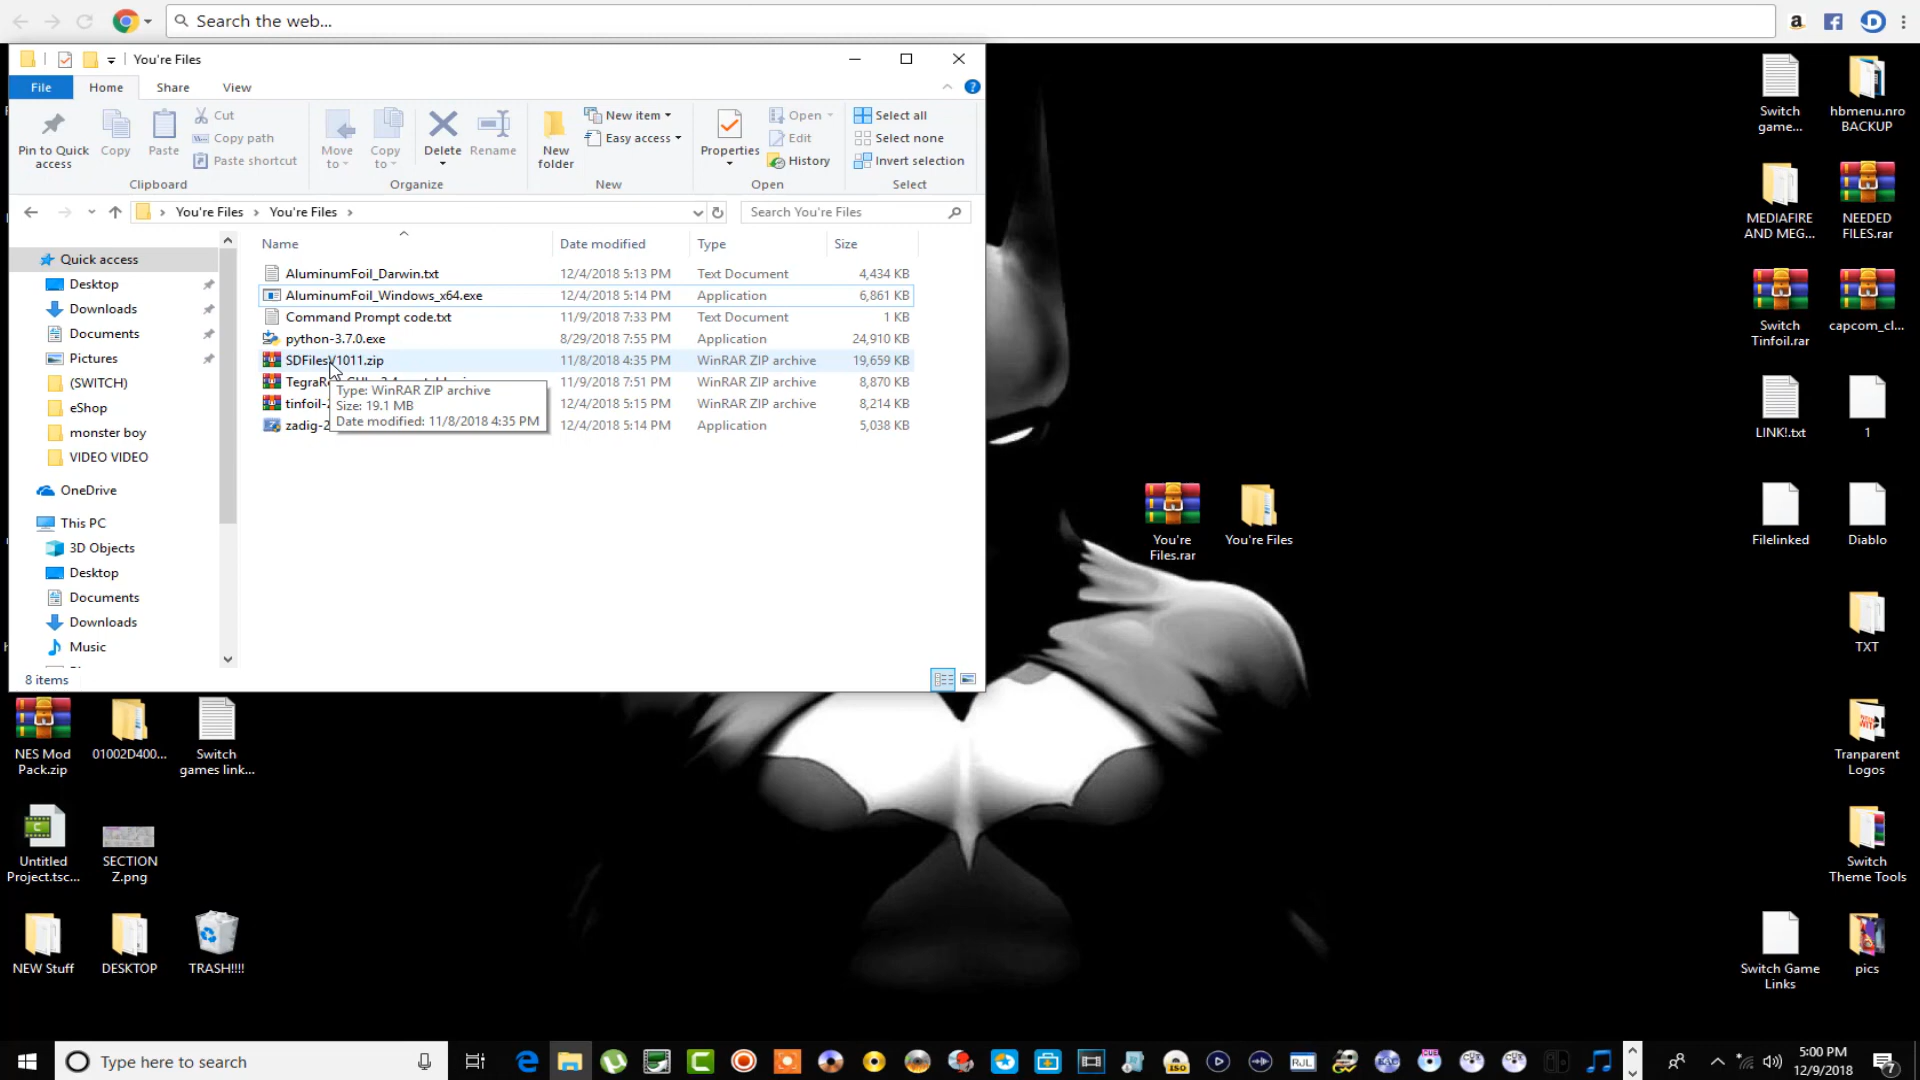 Search the web...
You're Files
File
Home
Share
View
Pin to Quick access
Copy
Paste
Cut
Copy path
Paste shortcut
Clipboard
Move to
Copy to
Delete
Rename
Organize
New folder
New item
Easy access
New
Properties
Open
Edit
History
Open
Select all
Select none
Invert selection
Select
You're Files > You're Files >
Search You're Files
Name Date modified Type Size
AluminumFoil_Darwin.txt 12/4/2018 5:13 PM Text Document 4,434 KB
AluminumFoil_Windows_x64.exe 12/4/2018 5:14 PM Application 6,861 KB
Command Prompt code.txt 11/9/2018 7:33 PM Text Document 1 KB
python-3.7.0.exe 8/29/2018 7:55 PM Application 24,910 KB
SDFilesV1011.zip 11/8/2018 4:35 PM WinRAR ZIP archive 19,659 KB
11/9/2018 7:51 PM WinRAR ZIP archive 8,870 KB
12/4/2018 5:15 PM WinRAR ZIP archive 8,214 KB
12/4/2018 5:14 PM Application 5,038 KB
Type: WinRAR ZIP archive
Size: 19.1 MB
Date modified: 11/8/2018 4:35 PM
Quick access
Desktop
Downloads
Documents
Pictures
(SWITCH)
eShop
monster boy
VIDEO VIDEO
OneDrive
This PC
3D Objects
Desktop
Documents
Downloads
Music
8 items
You're
Files.rar
You're Files
Switch
game...
hbmenu.nro
BACKUP
MEDIAFIRE
AND MEG...
NEEDED
FILES.rar
Switch
Tinfoil.rar
capcom_cl...
LINK!.txt
1
Filelinked
Diablo
TXT
Tranparent
Logos
Switch
Theme Tools
Switch Game
Links
pics
NES Mod
Pack.zip
01002D400...
Switch
games link...
Untitled
Project.tsc...
SECTION
Z.png
NEW Stuff
DESKTOP
TRASH!!!!
Type here to search
5:00 PM
12/9/2018
7